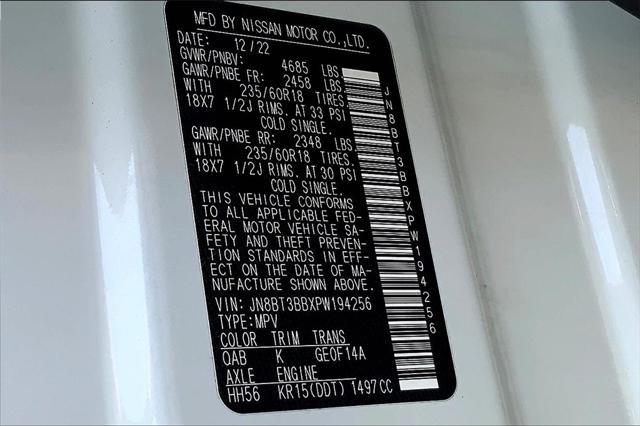 MFD BY NISSAN MOTOR CO.,LTD.
DATE: 12/22
GVWR/PNBV: 4685 LBS
GAWR/PNBE FR: 2458 LBS
WITH 235/60R18 TIRES
18X7 1/2J RIMS. AT 33 PSI
COLD SINGLE.
GAWR/PNBE RR: 2348 LBS
WITH 235/60R18 TIRES.
18X7 1/2J RIMS. AT 30 PSI
COLD SINGLE.
THIS VEHICLE CONFORMS
TO ALL APPLICABLE FED-
ERAL MOTOR VEHICLE SA-
FETY AND THEFT PREVEN-
TION STANDARDS IN EFF-
ECT ON THE DATE OF MA-
NUFACTURE SHOWN ABOVE.
VIN: JN8BT3BBXPW194256
TYPE:MPV
COLOR TRIM TRANS
QAB K GE0F14A
AXLE ENGINE
HH56 KR15(DDT) 1497CC
JN8BT3BBXPW194256